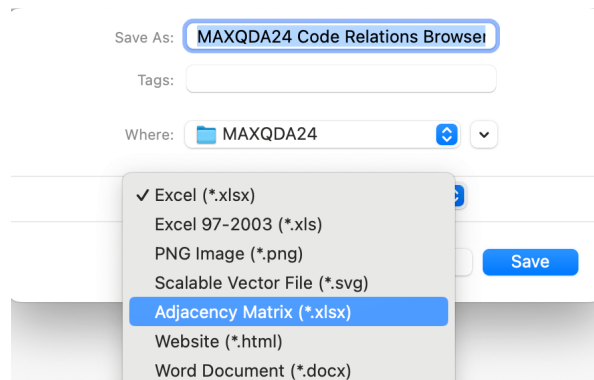 Save As: MAXQDA24 Code Relations Browser
Tags:
Where: MAXQDA24
✓ Excel (*.xlsx)
Excel 97-2003 (*.xls)
PNG Image (*.png)
Scalable Vector File (*.svg)
Adjacency Matrix (*.xlsx)
Save
Website (*.html)
Word Document (*.docx)